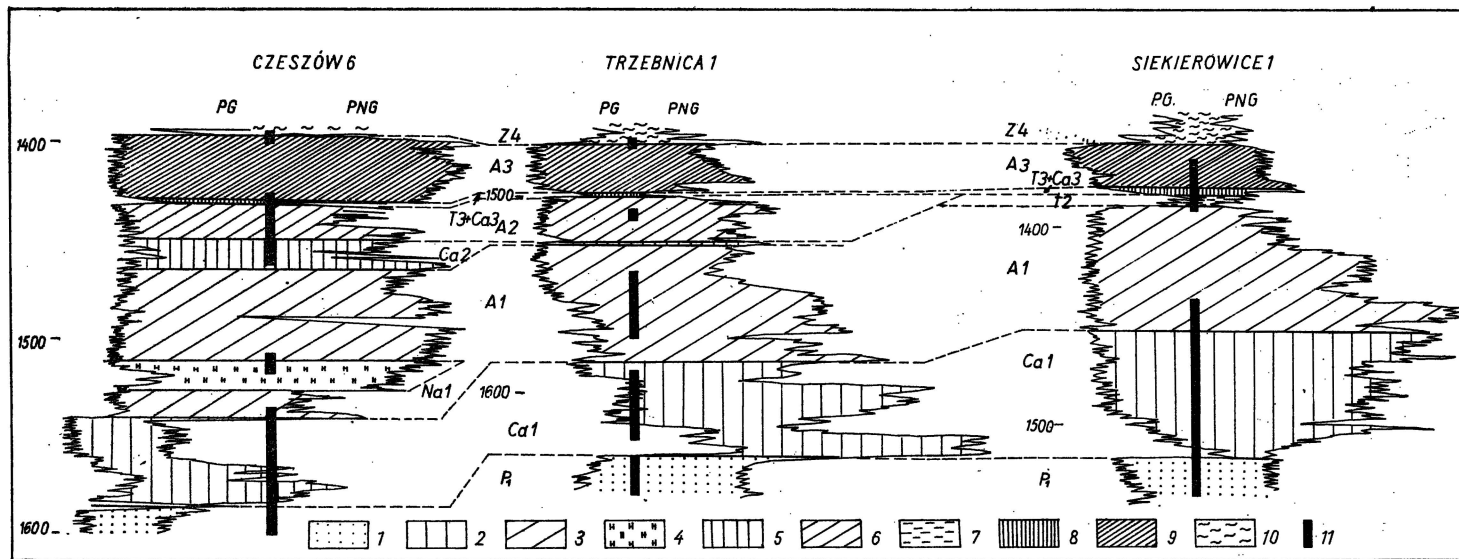 CZESZÓW 6
TRZEBNICA 1
SIEKIEROWICE 1
PG PNG
PG PNG
PG. PNG
1400
Z4
Z4
A3
A3
1500
T3+Ca3
T3+Ca3
T2
A2
1400
Ca2
A1
A1
1500
Na1
1600
Ca1
Ca1
1500
P1
P1
1600
1 2 3 4 5 6 7 8 9 10 11